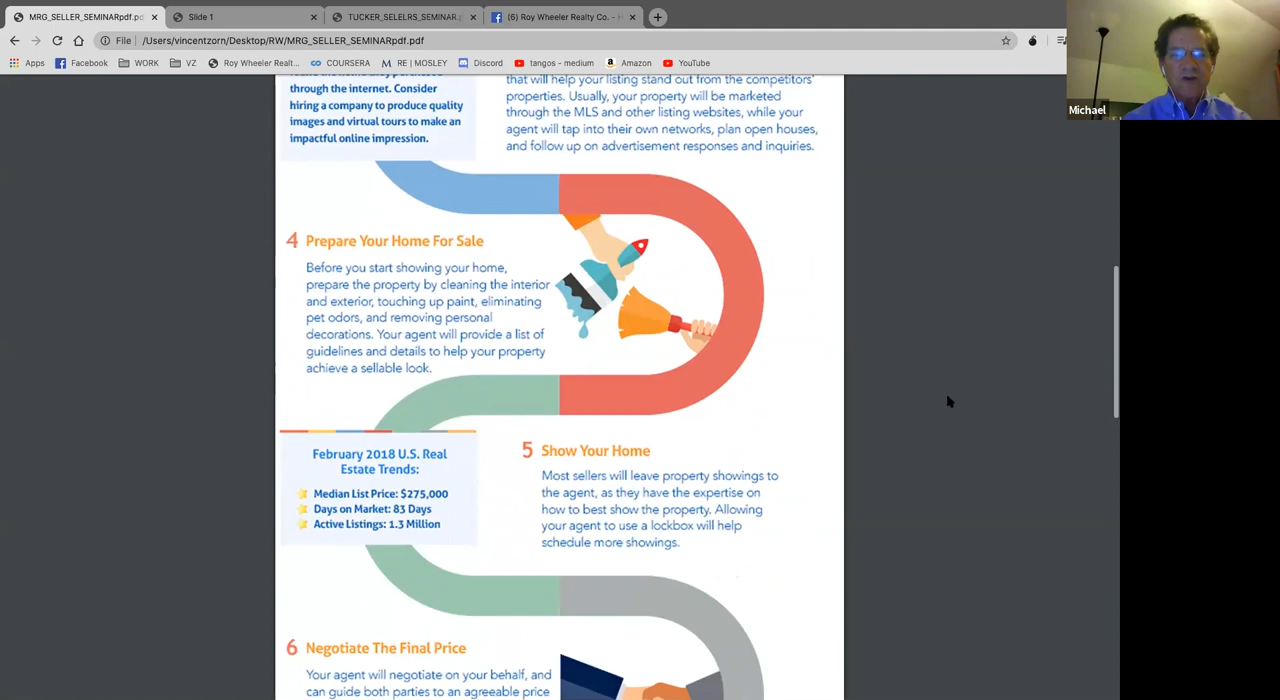 MRG_SELLER_SEMINARpdf.pdf
Slide 1
TUCKER_SELELRS_SEMINAR.p
(6) Roy Wheeler Realty Co. – H
File | /Users/vincentzorn/Desktop/RW/MRG_SELLER_SEMINARpdf.pdf
Apps
Facebook
WORK
VZ
Roy Wheeler Realt...
COURSERA
RE | MOSLEY
Discord
tangos - medium
Amazon
YouTube
Michael
through the internet. Consider
hiring a company to produce quality
images and virtual tours to make an
impactful online impression.
that will help your listing stand out from the competitors'
properties. Usually, your property will be marketed
through the MLS and other listing websites, while your
agent will tap into their own networks, plan open houses,
and follow up on advertisement responses and inquiries.
4 Prepare Your Home For Sale
Before you start showing your home,
prepare the property by cleaning the interior
and exterior, touching up paint, eliminating
pet odors, and removing personal
decorations. Your agent will provide a list of
guidelines and details to help your property
achieve a sellable look.
February 2018 U.S. Real
Estate Trends:
Median List Price: $275,000
Days on Market: 83 Days
Active Listings: 1.3 Million
5 Show Your Home
Most sellers will leave property showings to
the agent, as they have the expertise on
how to best show the property. Allowing
your agent to use a lockbox will help
schedule more showings.
6 Negotiate The Final Price
Your agent will negotiate on your behalf, and
can guide both parties to an agreeable price